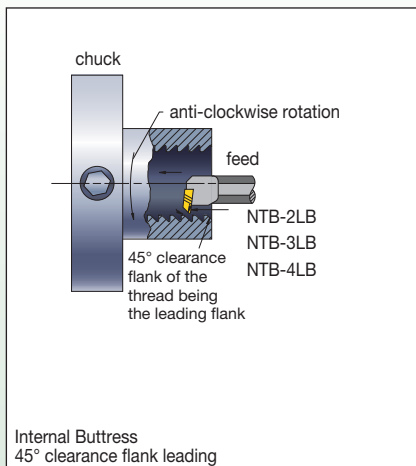 chuck
anti-clockwise rotation
feed
NTB-2LB
NTB-3LB
NTB-4LB
45° clearance
flank of the
thread being
the leading flank
Internal Buttress
45° clearance flank leading